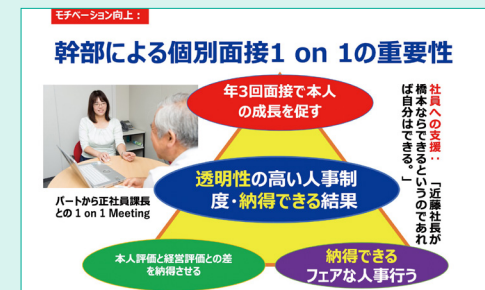 モチベーション向上：
幹部による個別面接1 on 1の重要性
年3回面接で本人
の成長を促す
社員への支援：「近藤社長が
橋本ならできるというのであれ
ば自分はできる。」
透明性の高い人事制
度・納得できる結果
パートから正社員課長
との 1 on 1 Meeting
本人評価と経営評価との差
を納得させる
納得できる
フェアな人事行う